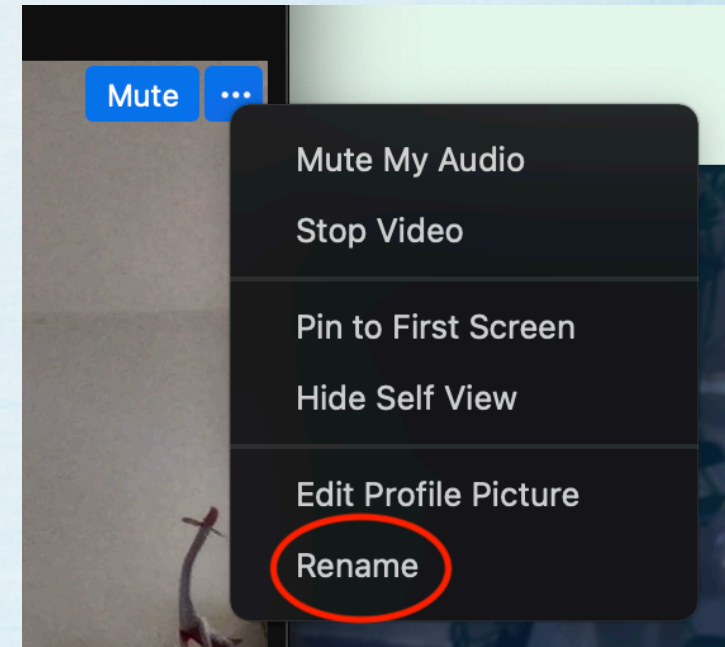 Mute ...
Mute My Audio
Stop Video
Pin to First Screen
Hide Self View
Edit Profile Picture
Rename